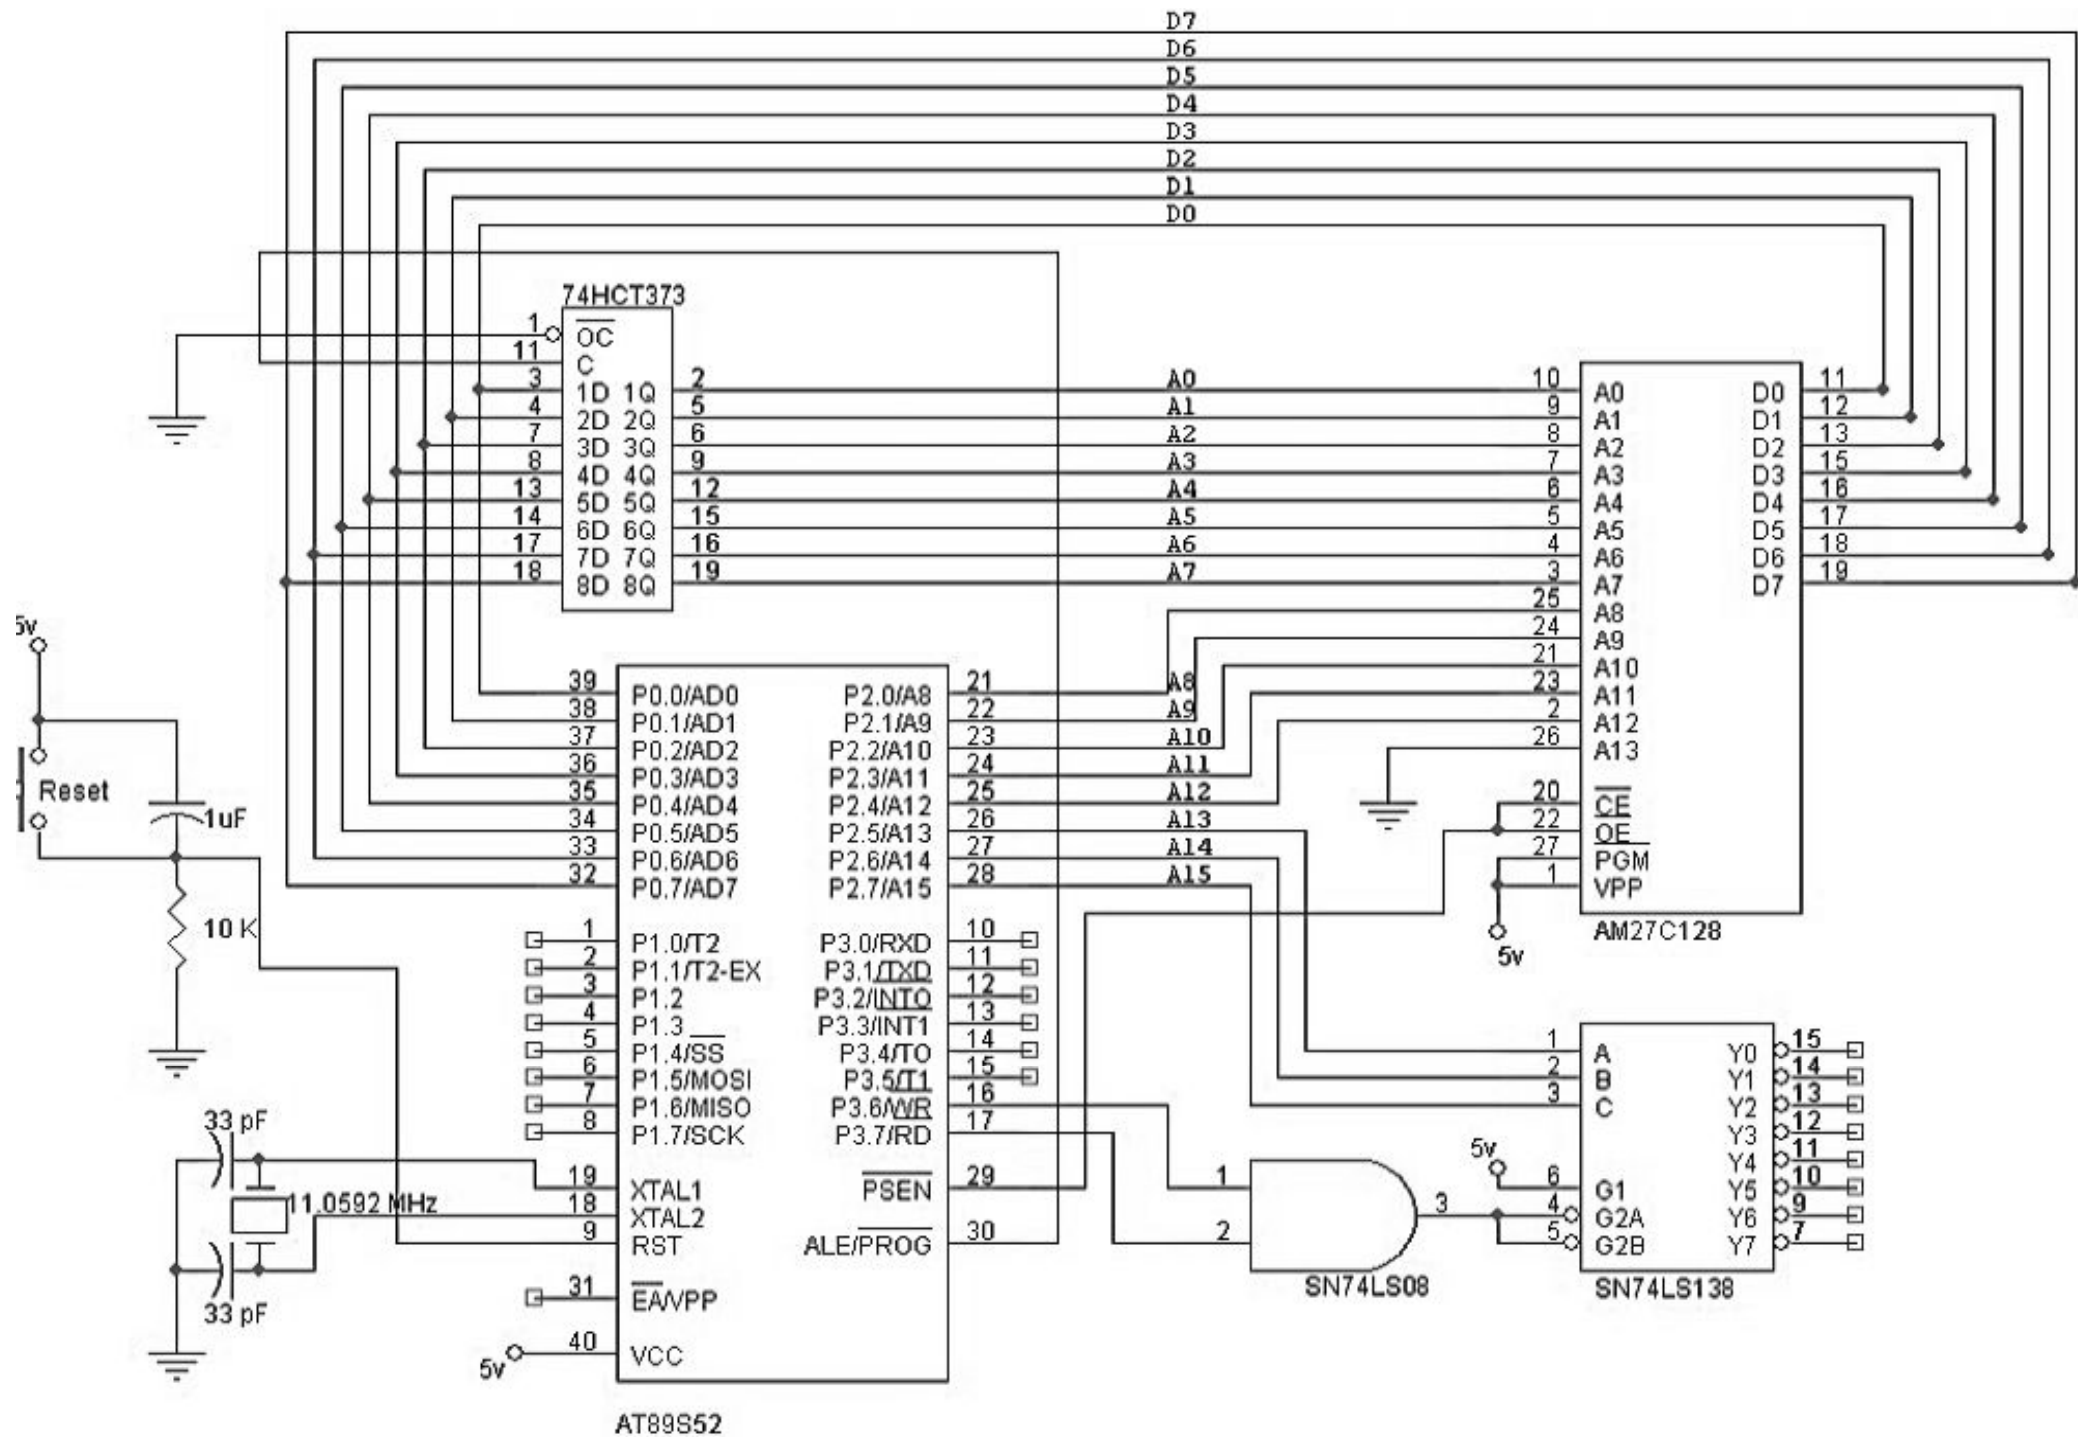 D7
D6
D5
D4
D3
D2
D1
D0
74HCT373
1 OC
11 C
3 1D 1Q 2 A0 10 A0 D0 11
4 2D 2Q 5 A1 9 A1 D1 12
7 3D 3Q 6 A2 8 A2 D2 13
8 4D 4Q 9 A3 7 A3 D3 15
13 5D 5Q 12 A4 6 A4 D4 16
14 6D 6Q 15 A5 5 A5 D5 17
17 7D 7Q 16 A6 4 A6 D6 18
18 8D 8Q 19 A7 3 A7 D7 19
25 A8
24 A9
21 A10
23 A11
2 A12
26 A13
20 CE
22 OE
27 PGM
1 VPP
5v
AM27C128
5v
Reset
1uF
10 K
39 P0.0/AD0 P2.0/A8 21 A8
38 P0.1/AD1 P2.1/A9 22 A9
37 P0.2/AD2 P2.2/A10 23 A10
36 P0.3/AD3 P2.3/A11 24 A11
35 P0.4/AD4 P2.4/A12 25 A12
34 P0.5/AD5 P2.5/A13 26 A13
33 P0.6/AD6 P2.6/A14 27 A14
32 P0.7/AD7 P2.7/A15 28 A15
1 P1.0/T2 P3.0/RXD 10
2 P1.1/T2-EX P3.1/TXD 11
3 P1.2 P3.2/INT0 12
4 P1.3 P3.3/INT1 13
5 P1.4/SS P3.4/TO 14
6 P1.5/MOSI P3.5/T1 15
7 P1.6/MISO P3.6/WR 16
8 P1.7/SCK P3.7/RD 17
19 XTAL1 PSEN 29
18 XTAL2
9 RST ALE/PROG 30
31 EA/VPP
5v 40 VCC
AT89S52
33 pF
11.0592 MHz
33 pF
1
2
3
SN74LS08
1 A Y0 15
2 B Y1 14
3 C Y2 13
Y3 12
Y4 11
5v
6 G1 Y5 10
4 G2A Y6 9
5 G2B Y7 7
SN74LS138